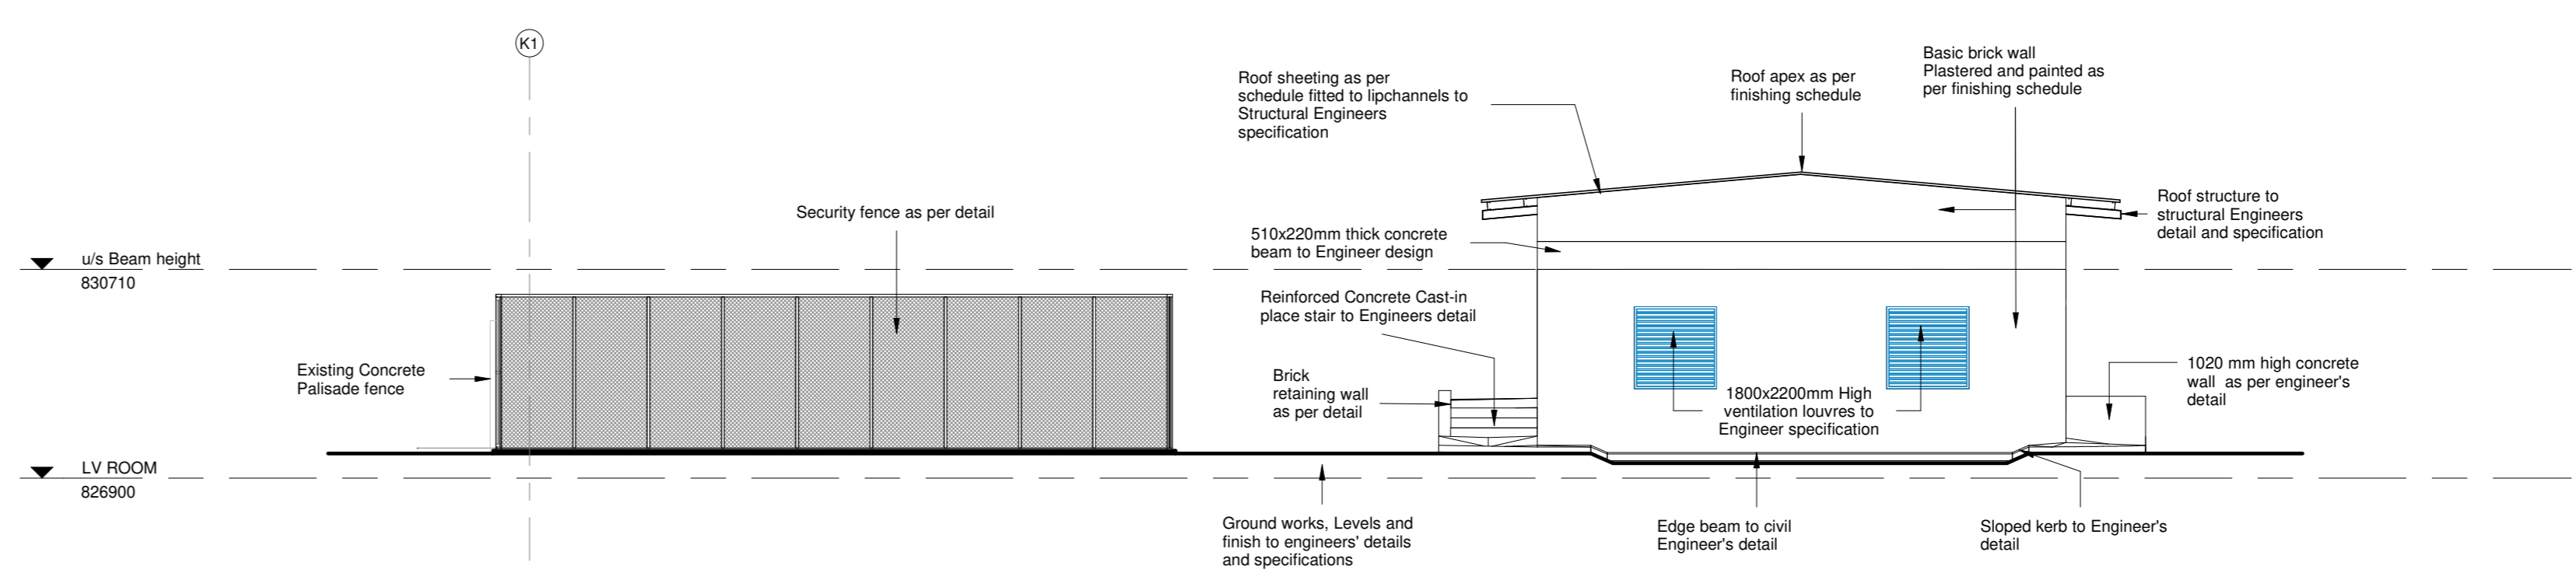 K1
Roof sheeting as per
schedule fitted to lipchannels to
Structural Engineers
specification
Roof apex as per
finishing schedule
Basic brick wall
Plastered and painted as
per finishing schedule
Security fence as per detail
Roof structure to
structural Engineers
detail and specification
510x220mm thick concrete
beam to Engineer design
u/s Beam height
830710
Reinforced Concrete Cast-in
place stair to Engineers detail
Existing Concrete
Palisade fence
Brick
retaining wall
as per detail
1800x2200mm High
ventilation louvres to
Engineer specification
1020 mm high concrete
wall as per engineer's
detail
LV ROOM
826900
Ground works, Levels and
finish to engineers' details
and specifications
Edge beam to civil
Engineer's detail
Sloped kerb to Engineer's
detail